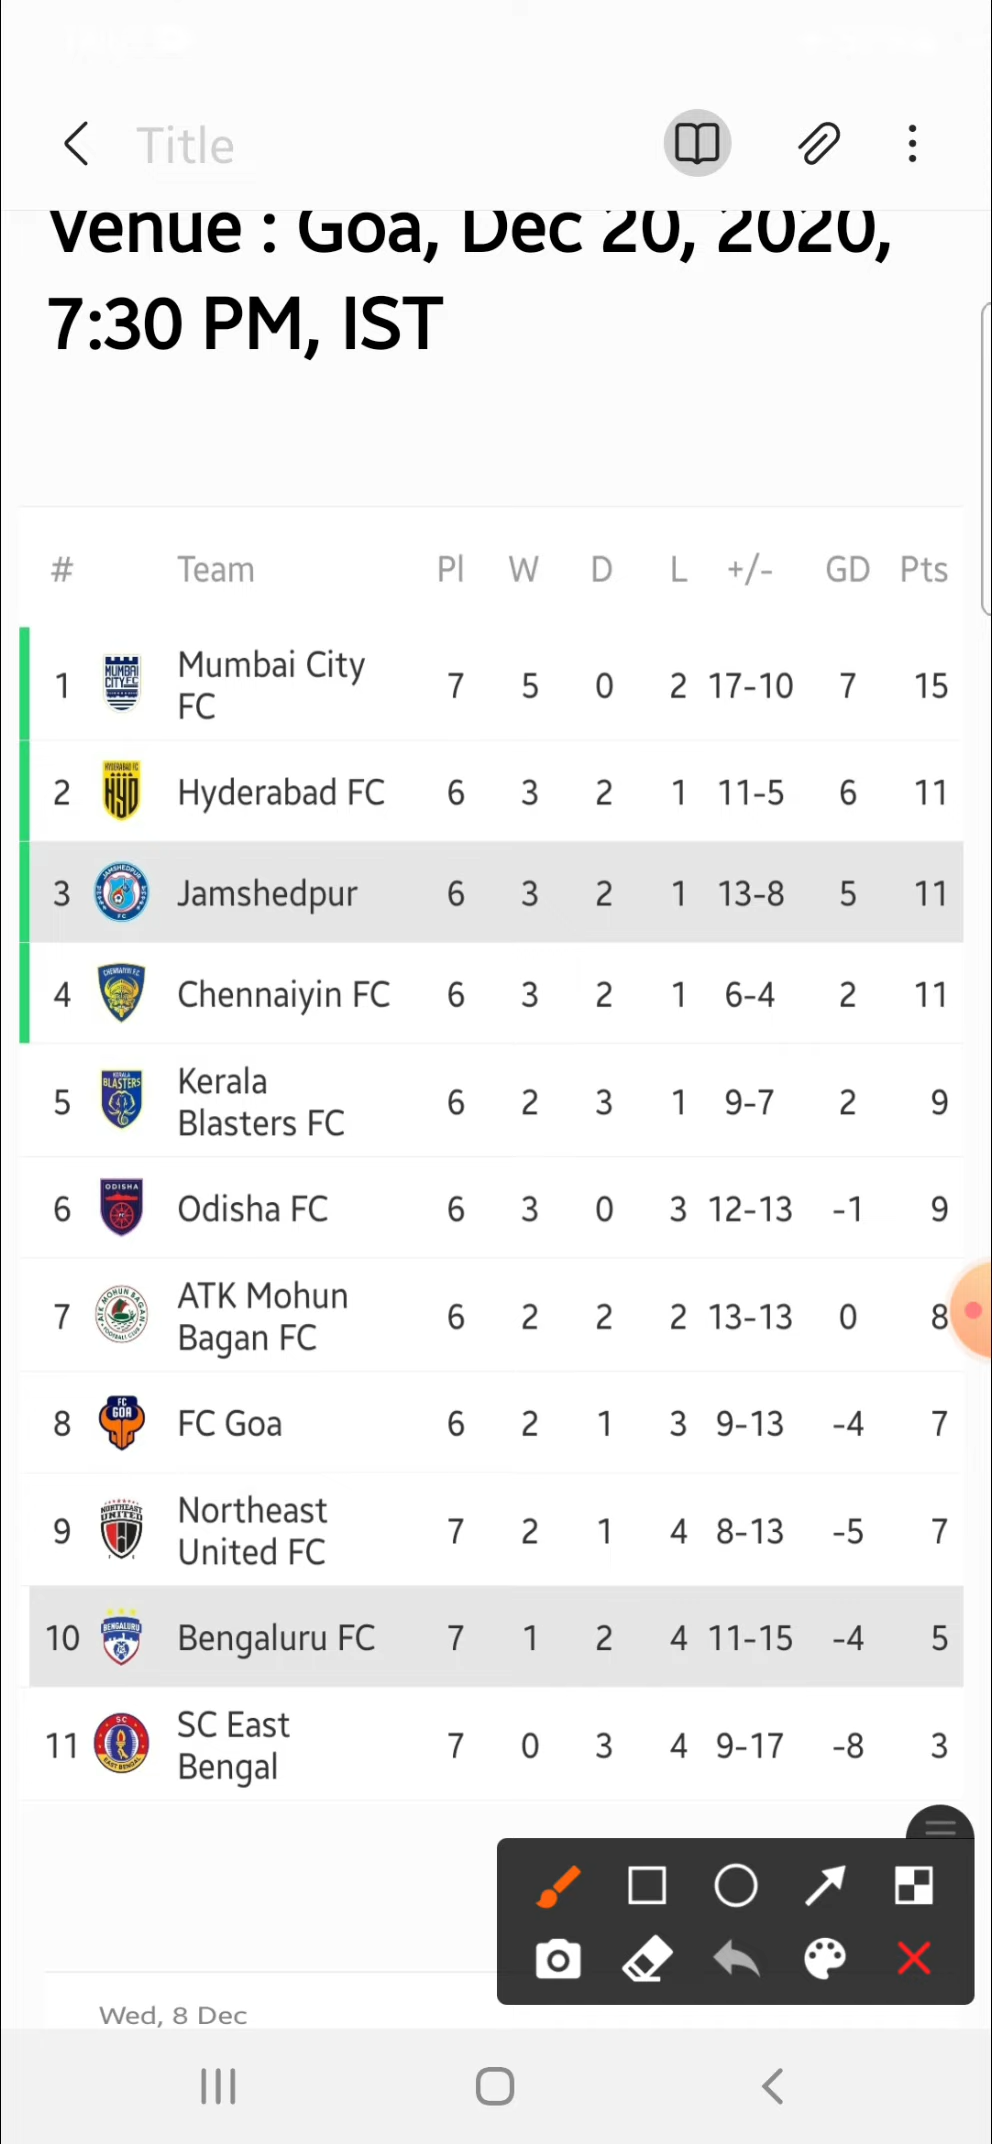 Title
Venue : Goa, Dec 20, 2020,
7:30 PM, IST
# Team Pl W D L +/- GD Pts
1 Mumbai City FC 7 5 0 2 17-10 7 15
2 Hyderabad FC 6 3 2 1 11-5 6 11
3 Jamshedpur 6 3 2 1 13-8 5 11
4 Chennaiyin FC 6 3 2 1 6-4 2 11
5 Kerala Blasters FC 6 2 3 1 9-7 2 9
6 Odisha FC 6 3 0 3 12-13 -1 9
7 ATK Mohun Bagan FC 6 2 2 2 13-13 0 8
8 FC Goa 6 2 1 3 9-13 -4 7
9 Northeast United FC 7 2 1 4 8-13 -5 7
10 Bengaluru FC 7 1 2 4 11-15 -4 5
11 SC East Bengal 7 0 3 4 9-17 -8 3
Wed, 8 Dec